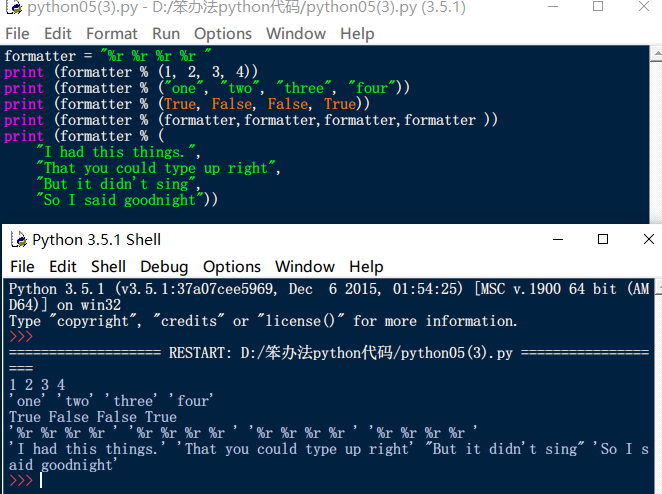 python05(3).py - D:/笨办法python代码/python05(3).py (3.5.1)
File Edit Format Run Options Window Help
formatter = "%r %r %r %r "
print (formatter % (1, 2, 3, 4))
print (formatter % ("one", "two", "three", "four"))
print (formatter % (True, False, False, True))
print (formatter % (formatter,formatter,formatter,formatter ))
print (formatter % (
    "I had this things.",
    "That you could type up right",
    "But it didn't sing",
    "So I said goodnight"))
Python 3.5.1 Shell
File Edit Shell Debug Options Window Help
Python 3.5.1 (v3.5.1:37a07cee5969, Dec  6 2015, 01:54:25) [MSC v.1900 64 bit (AM
D64)] on win32
Type "copyright", "credits" or "license()" for more information.
>>>
=================== RESTART: D:/笨办法python代码/python05(3).py ================
===
1 2 3 4
'one' 'two' 'three' 'four'
True False False True
'%r %r %r %r ' '%r %r %r %r ' '%r %r %r %r ' '%r %r %r %r '
'I had this things.' 'That you could type up right' "But it didn't sing" 'So I s
aid goodnight'
>>>